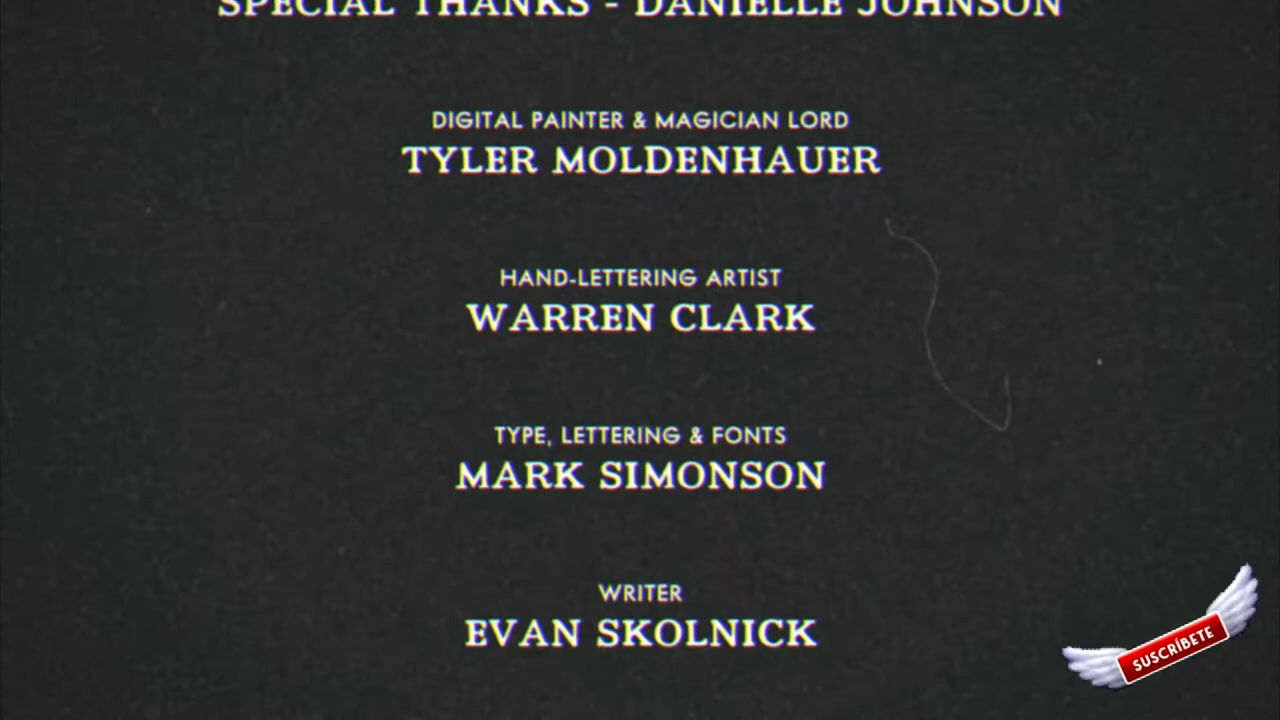 SPECIAL THANKS - DANIELLE JOHNSON
DIGITAL PAINTER & MAGICIAN LORD
TYLER MOLDENHAUER
HAND-LETTERING ARTIST
WARREN CLARK
TYPE, LETTERING & FONTS
MARK SIMONSON
WRITER
EVAN SKOLNICK
SUSCRÍBETE